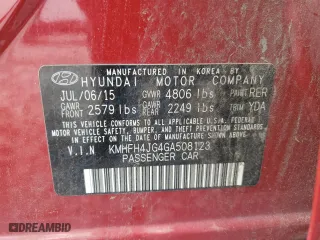 MANUFACTURED IN KOREA BY
HYUNDAI MOTOR COMPANY
JUL/06/15 GVWR 4806 lbs PAINT RER
GAWR FRONT 2579 lbs GAWR REAR 2249 lbs TRIM YDA
THIS VEHICLE CONFORMS TO ALL APPLICABLE U.S.A. FEDERAL
MOTOR VEHICLE SAFETY, BUMPER, AND THEFT PREVENTION
STANDARDS IN EFFECT ON THE DATE OF MANUFACTURE
SHOWN ABOVE.
V.I.N KMHFH4JG4GA508123
PASSENGER CAR
© DREAMBID.COM